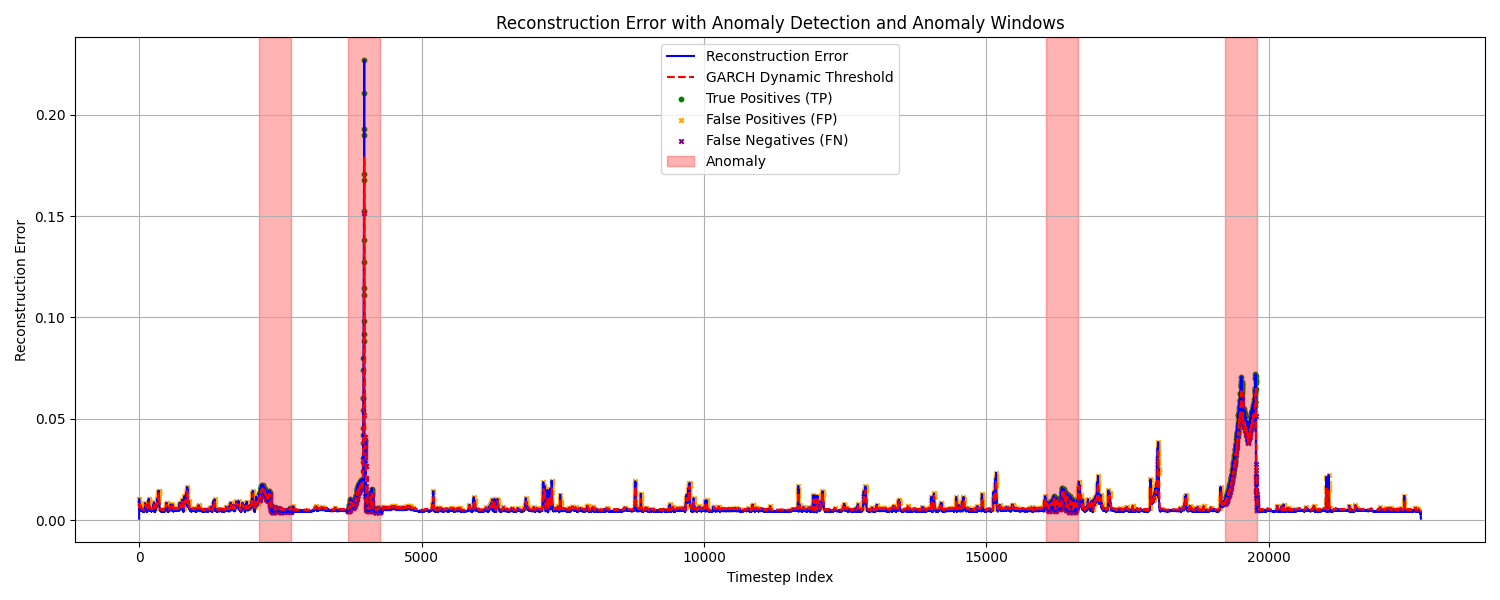 Reconstruction Error with Anomaly Detection and Anomaly Windows
Reconstruction Error
GARCH Dynamic Threshold
True Positives (TP)
False Positives (FP)
False Negatives (FN)
Anomaly
Reconstruction Error
0.20
0.15
0.10
0.05
0.00
0 5000 10000 15000 20000
Timestep Index